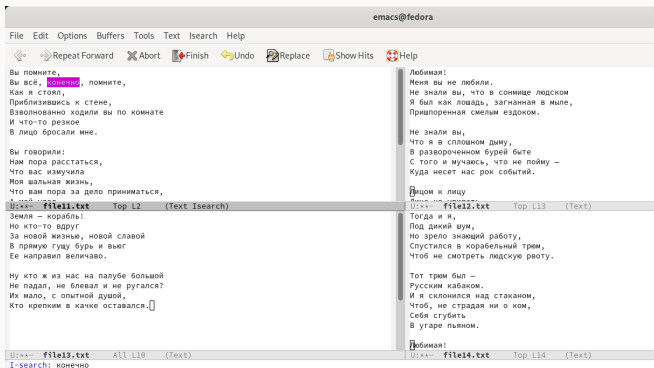 emacs@fedora
File Edit Options Buffers Tools Text Isearch Help
Repeat Forward Abort Finish Undo Replace Show Hits Help
Вы помните,
Вы всё, конечно, помните,
Как я стоял,
Приблизившись к стене,
Взволнованно ходили вы по комнате
И что-то резкое
В лицо бросали мне.
Вы говорили:
Нам пора расстаться,
Что вас измучила
Моя шальная жизнь,
Что вам пора за дело приниматься,
U:**- file11.txt Top L2 (Text Isearch)
Любимая!
Меня вы не любили.
Не знали вы, что в сонмище людском
Я был как лошадь, загнанная в мыле,
Пришпоренная смелым ездоком.
Не знали вы,
Что я в сплошном дыму,
В развороченном бурей быте
С того и мучаюсь, что не пойму —
Куда несет нас рок событий.
Лицом к лицу
U:**- file12.txt Top L13 (Text)
Земля — корабль!
Но кто-то вдруг
За новой жизнью, новой славой
В прямую гущу бурь и вьюг
Ее направил величаво.
Ну кто ж из нас на палубе большой
Не падал, не блевал и не ругался?
Их мало, с опытной душой,
Кто крепким в качке оставался.
U:**- file13.txt All L10 (Text)
Тогда и я,
Под дикий шум,
Но зрело знающий работу,
Спустился в корабельный трюм,
Чтоб не смотреть людскую рвоту.
Тот трюм был —
Русским кабаком.
И я склонился над стаканом,
Чтоб, не страдая ни о ком,
Себя сгубить
В угаре пьяном.
Любимая!
U:**- file14.txt Top L14 (Text)
I-search: конечно